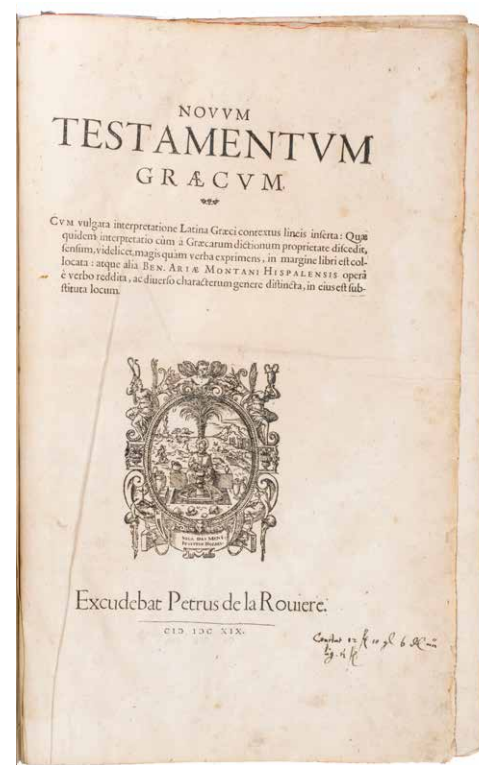 NOVVM
TESTAMENTVM
GRÆCVM.
CVM vulgata interpretatione Latina Græci contextus lineis inserta: Quæ
quidem interpretatio cùm à Græcarum dictionum proprietate discedit,
sensum, videlicet, magis quàm verba exprimens, in margine libri est col-
locata: atque alia BEN. ARIÆ MONTANI HISPALENSIS operâ
è verbo reddita, ac diuerso characterum genere distincta, in eius est sub-
stituta locum.
Excudebat Petrus de la Rouiere.
CIↃ IↃC XIX.